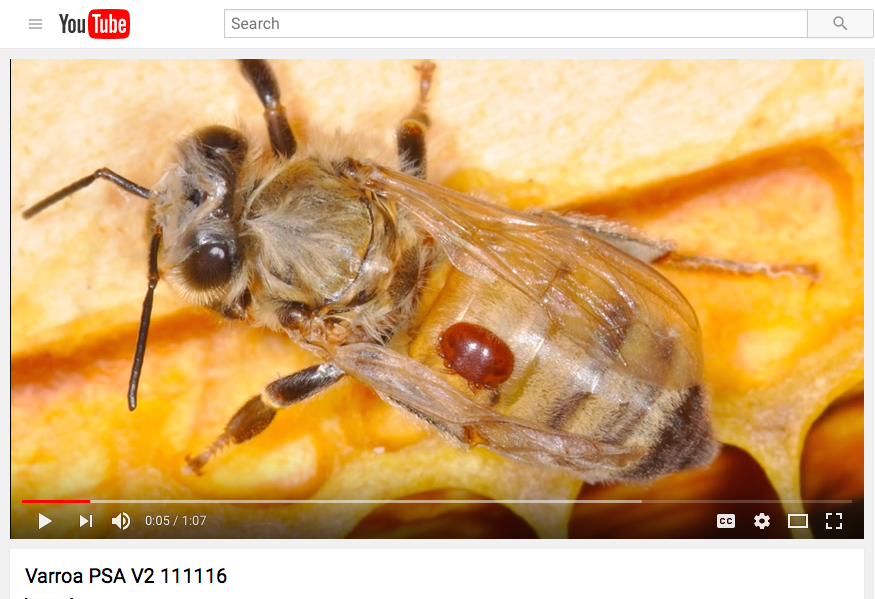 YouTube
Search
0:05 / 1:07
CC
Varroa PSA V2 111116